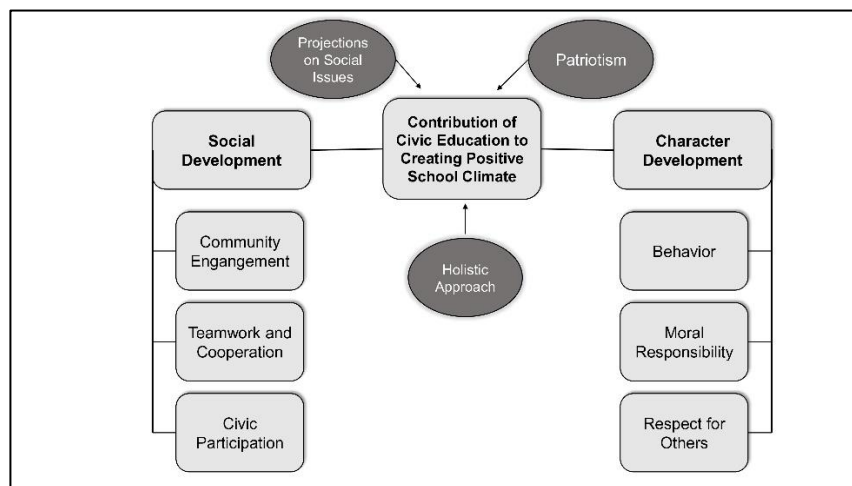 Projections
on Social
Issues
Patriotism
Contribution of
Civic Education to
Creating Positive
School Climate
Social
Development
Character
Development
Community
Engangement
Teamwork and
Cooperation
Civic
Participation
Holistic
Approach
Behavior
Moral
Responsibility
Respect for
Others